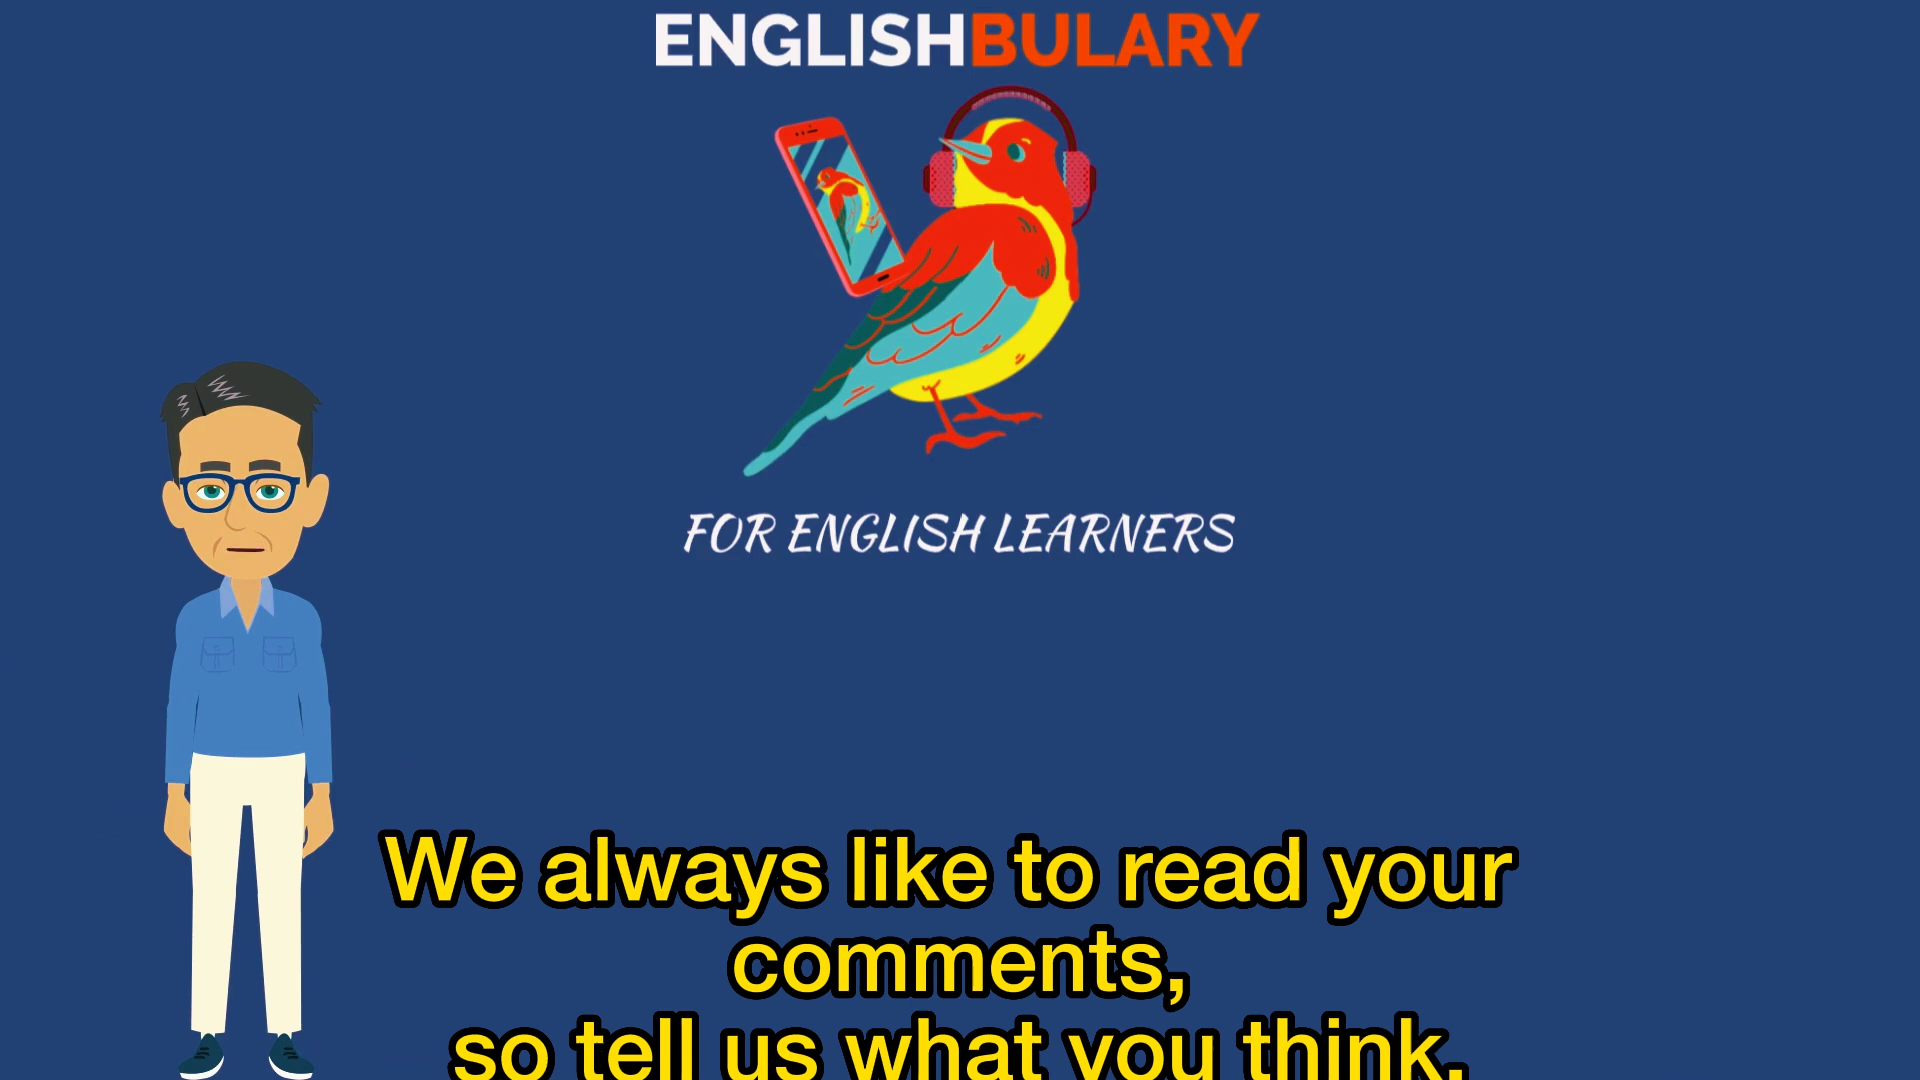 ENGLISHBULARY
FOR ENGLISH LEARNERS
We always like to read your
comments,
so tell us what you think.